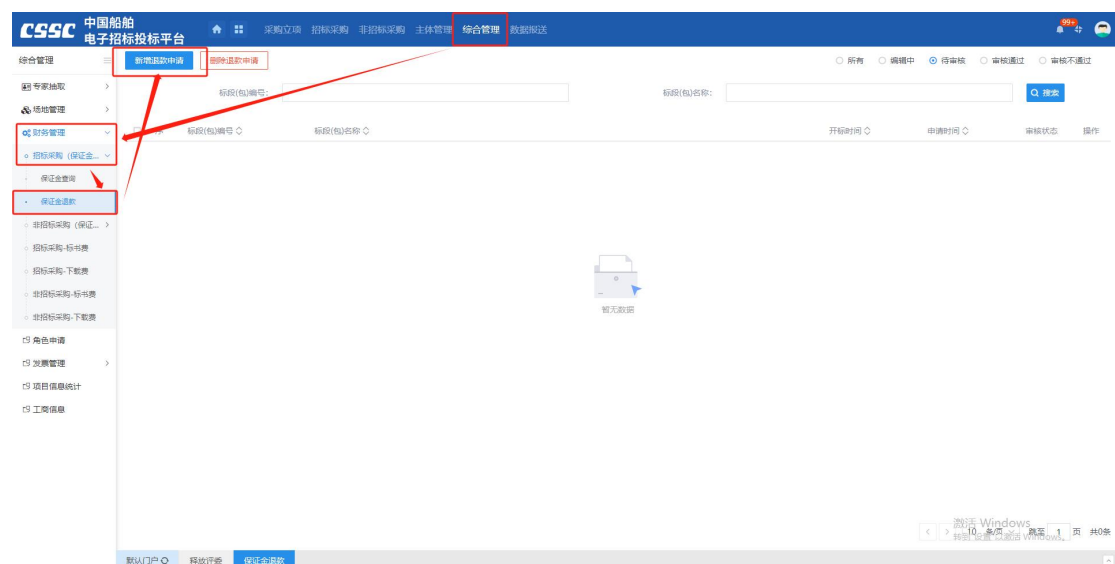 CSSC 中国船舶
电子招标投标平台
采购立项 招标采购 非招标采购 主体管理 综合管理 数据报送
99+
综合管理
新增退款申请 删除退款申请
所有 编辑中 待审核 审核通过 审核不通过
专家抽取
标段(包)编号: 标段(包)名称: 搜索
场地管理
财务管理
标段(包)编号 标段(包)名称 开标时间 申请时间 审核状态 操作
招标采购（保证金...
保证金查询
保证金退款
非招标采购（保证...
招标采购-标书费
招标采购-下载费
非招标采购-标书费
非招标采购-下载费
暂无数据
角色申请
发票管理
项目信息统计
工商信息
激活 Windows
转到"设置"以激活 Windows。
10 条/页 跳至 1 页 共0条
默认门户 释放评委 保证金退款